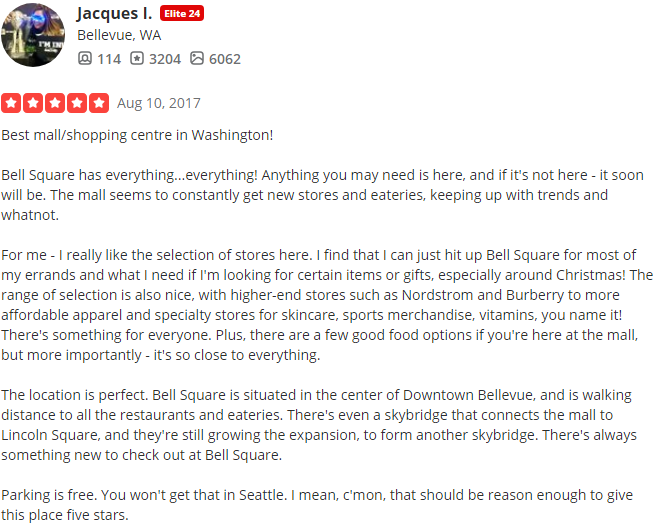 Jacques I. Elite 24
Bellevue, WA
114 3204 6062
Aug 10, 2017
Best mall/shopping centre in Washington!
Bell Square has everything...everything! Anything you may need is here, and if it's not here - it soon
will be. The mall seems to constantly get new stores and eateries, keeping up with trends and
whatnot.
For me - I really like the selection of stores here. I find that I can just hit up Bell Square for most of
my errands and what I need if I'm looking for certain items or gifts, especially around Christmas! The
range of selection is also nice, with higher-end stores such as Nordstrom and Burberry to more
affordable apparel and specialty stores for skincare, sports merchandise, vitamins, you name it!
There's something for everyone. Plus, there are a few good food options if you're here at the mall,
but more importantly - it's so close to everything.
The location is perfect. Bell Square is situated in the center of Downtown Bellevue, and is walking
distance to all the restaurants and eateries. There's even a skybridge that connects the mall to
Lincoln Square, and they're still growing the expansion, to form another skybridge. There's always
something new to check out at Bell Square.
Parking is free. You won't get that in Seattle. I mean, c'mon, that should be reason enough to give
this place five stars.